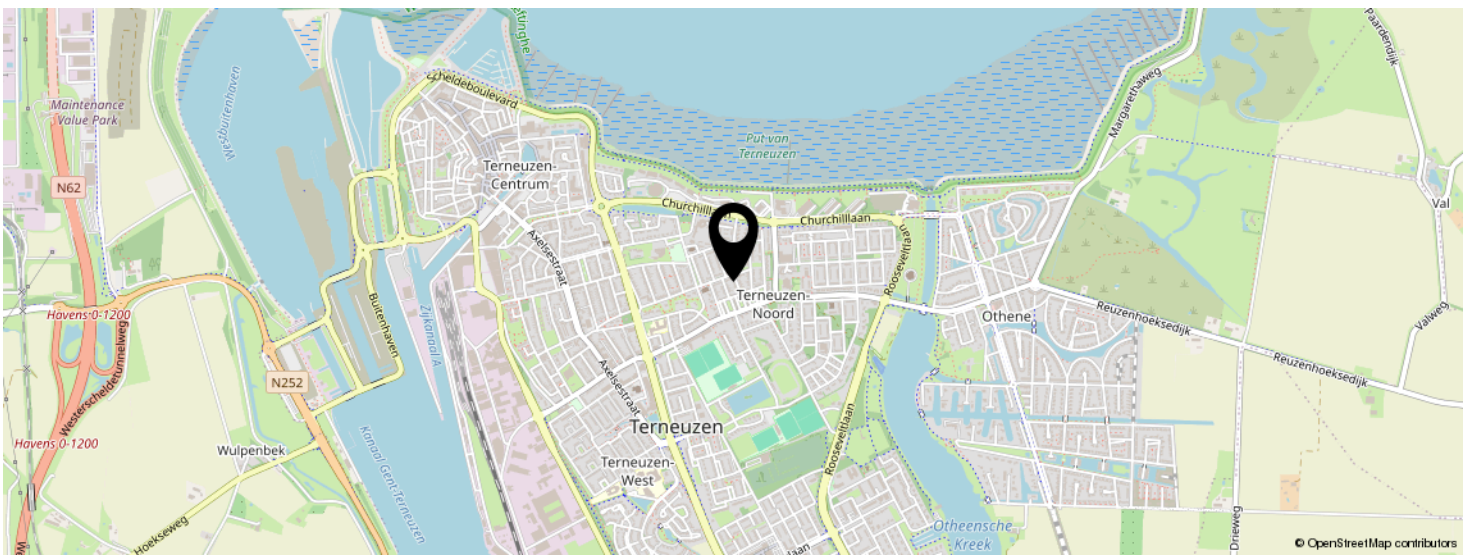 Scheldeboulevard
Paardendijk
Margarethaweg
Maintenance
Value Park
Westbuitenhaven
Put van
Terneuzen
Terneuzen-
Centrum
N62
Val
Churchilllaan
Churchilllaan
Axelsestraat
Rooseveltlaan
Buitenhaven
Zijkanaal A
Terneuzen-
Noord
Othene
Reuzenhoeksedijk
Valweg
Havens 0-1200
Westerscheldetunnelweg
Reuzenhoeksedijk
N252
Axelsestraat
Havens 0-1200
Wulpenbek
Kanaal Gent-Terneuzen
Terneuzen
Rooseveltlaan
Terneuzen-
West
Hoekseweg
Otheensche
Kreek
-Drieweg
© OpenStreetMap contributors